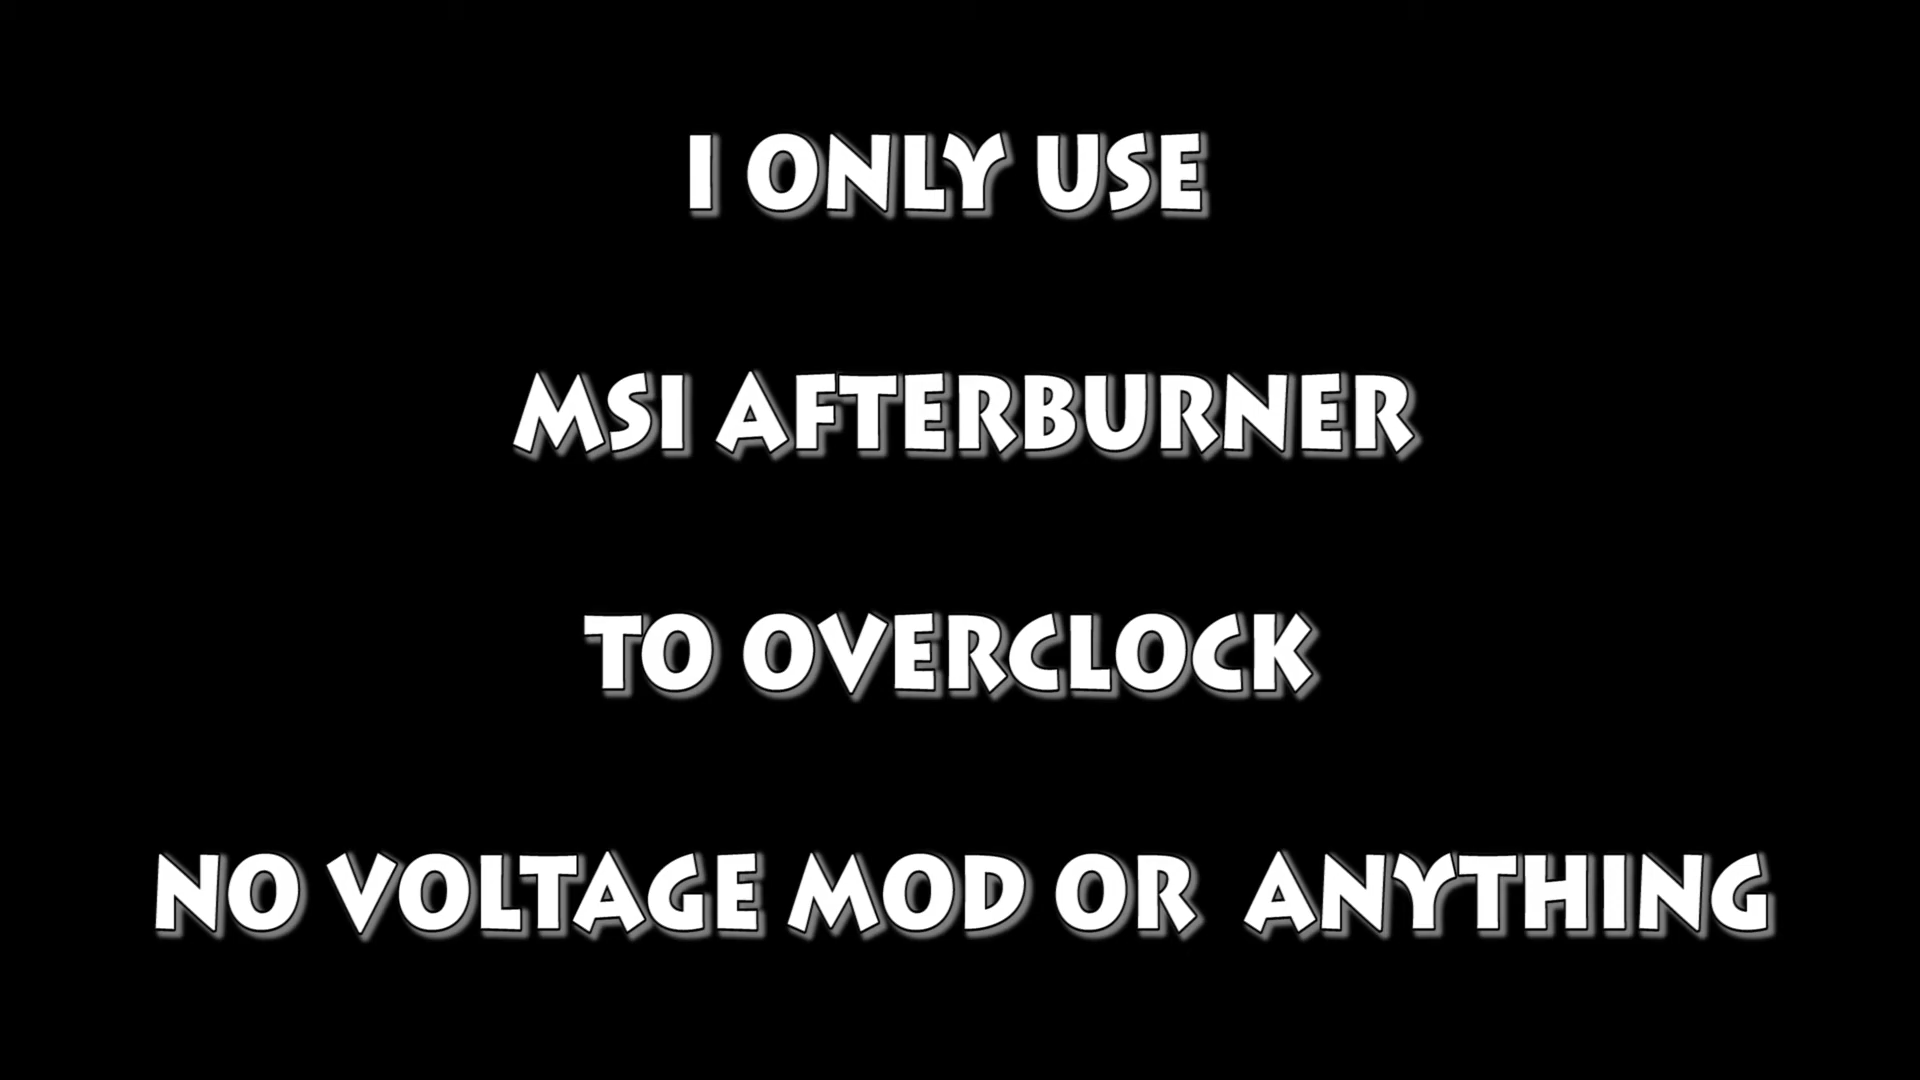 I ONLY USE
MSI AFTERBURNER
TO OVERCLOCK
NO VOLTAGE MOD OR ANYTHING